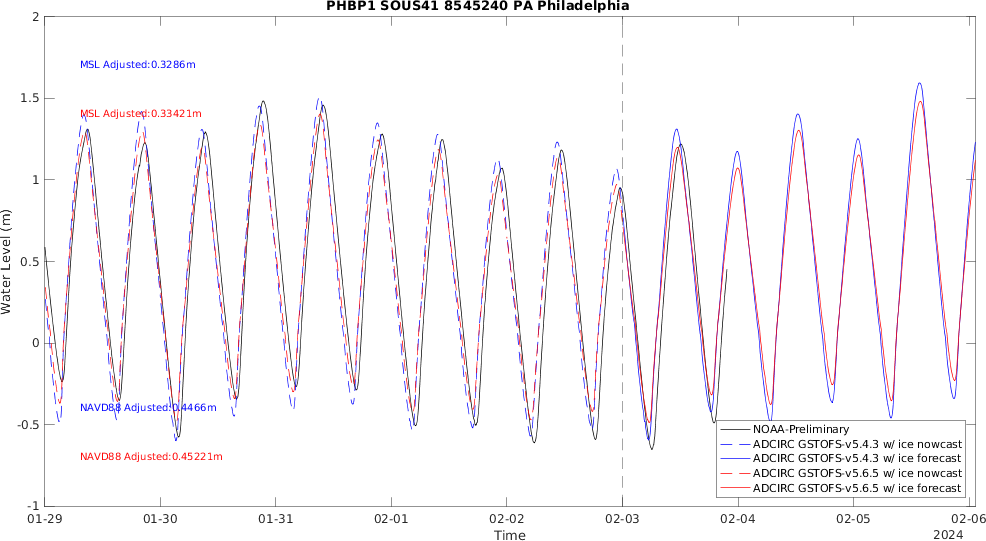 PHBP1 SOUS41 8545240 PA Philadelphia
2
1.5
1
0.5
0
-0.5
-1
Water Level (m)
MSL Adjusted:0.3286m
MSL Adjusted:0.33421m
NAVD88 Adjusted:0.4466m
NAVD88 Adjusted:0.45221m
NOAA-Preliminary
ADCIRC GSTOFS-v5.4.3 w/ ice nowcast
ADCIRC GSTOFS-v5.4.3 w/ ice forecast
ADCIRC GSTOFS-v5.6.5 w/ ice nowcast
ADCIRC GSTOFS-v5.6.5 w/ ice forecast
01-29 01-30 01-31 02-01 02-02 02-03 02-04 02-05 02-06
Time
2024